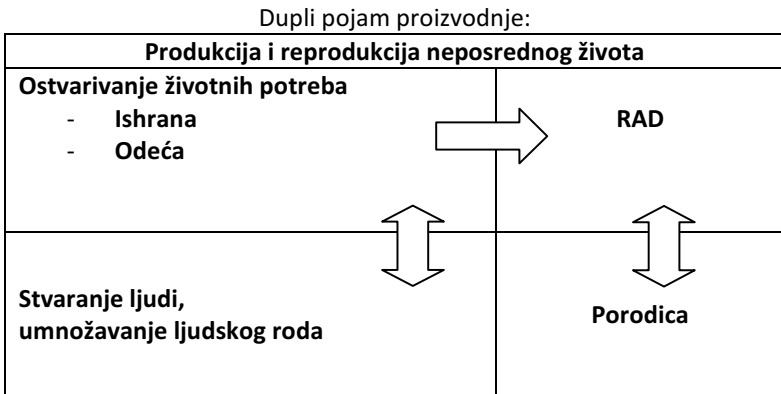 Dupli pojam proizvodnje:
Produkcija i reprodukcija neposrednog života
Ostvarivanje životnih potreba
- Ishrana
- Odeća
RAD
Stvaranje ljudi,
umnožavanje ljudskog roda
Porodica